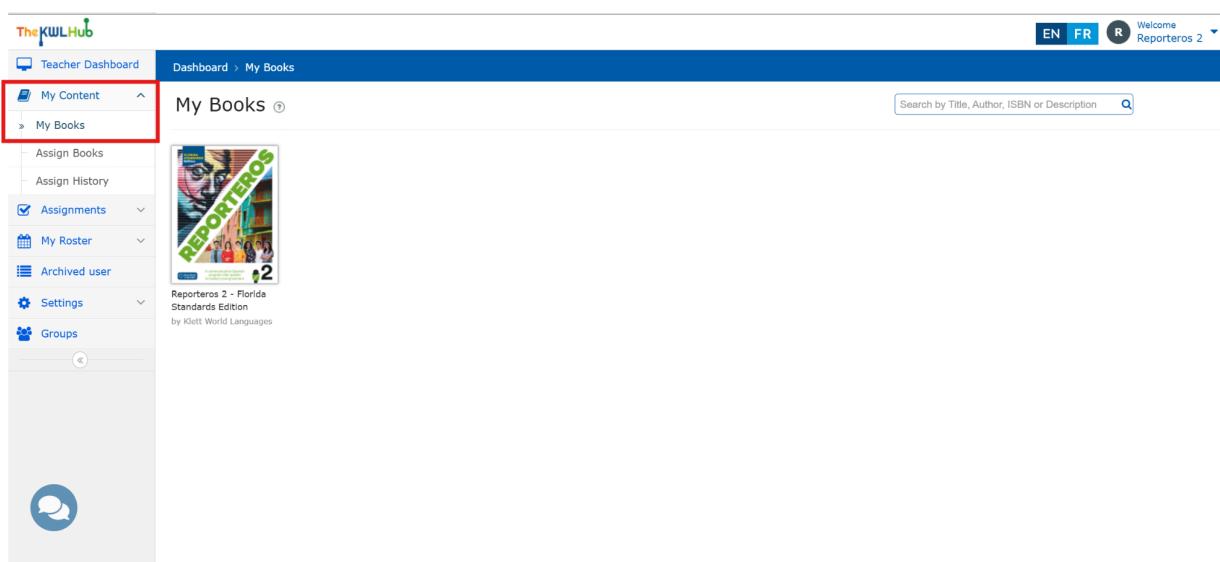 The KWLHub
EN FR
R
Welcome
Reporteros 2
Teacher Dashboard
My Content
» My Books
Assign Books
Assign History
Assignments
My Roster
Archived user
Settings
Groups
«
Dashboard > My Books
My Books ?
Search by Title, Author, ISBN or Description
REPORTEROS
2
Reporteros 2 - Florida
Standards Edition
by Klett World Languages